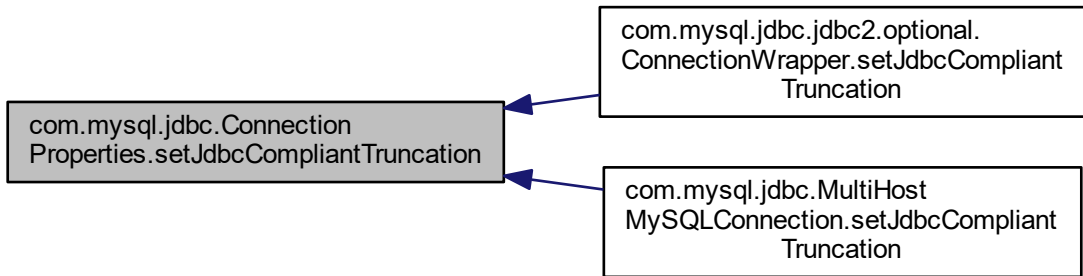 com.mysql.jdbc.Connection
Properties.setJdbcCompliantTruncation
com.mysql.jdbc.jdbc2.optional.
ConnectionWrapper.setJdbcCompliant
Truncation
com.mysql.jdbc.MultiHost
MySQLConnection.setJdbcCompliant
Truncation